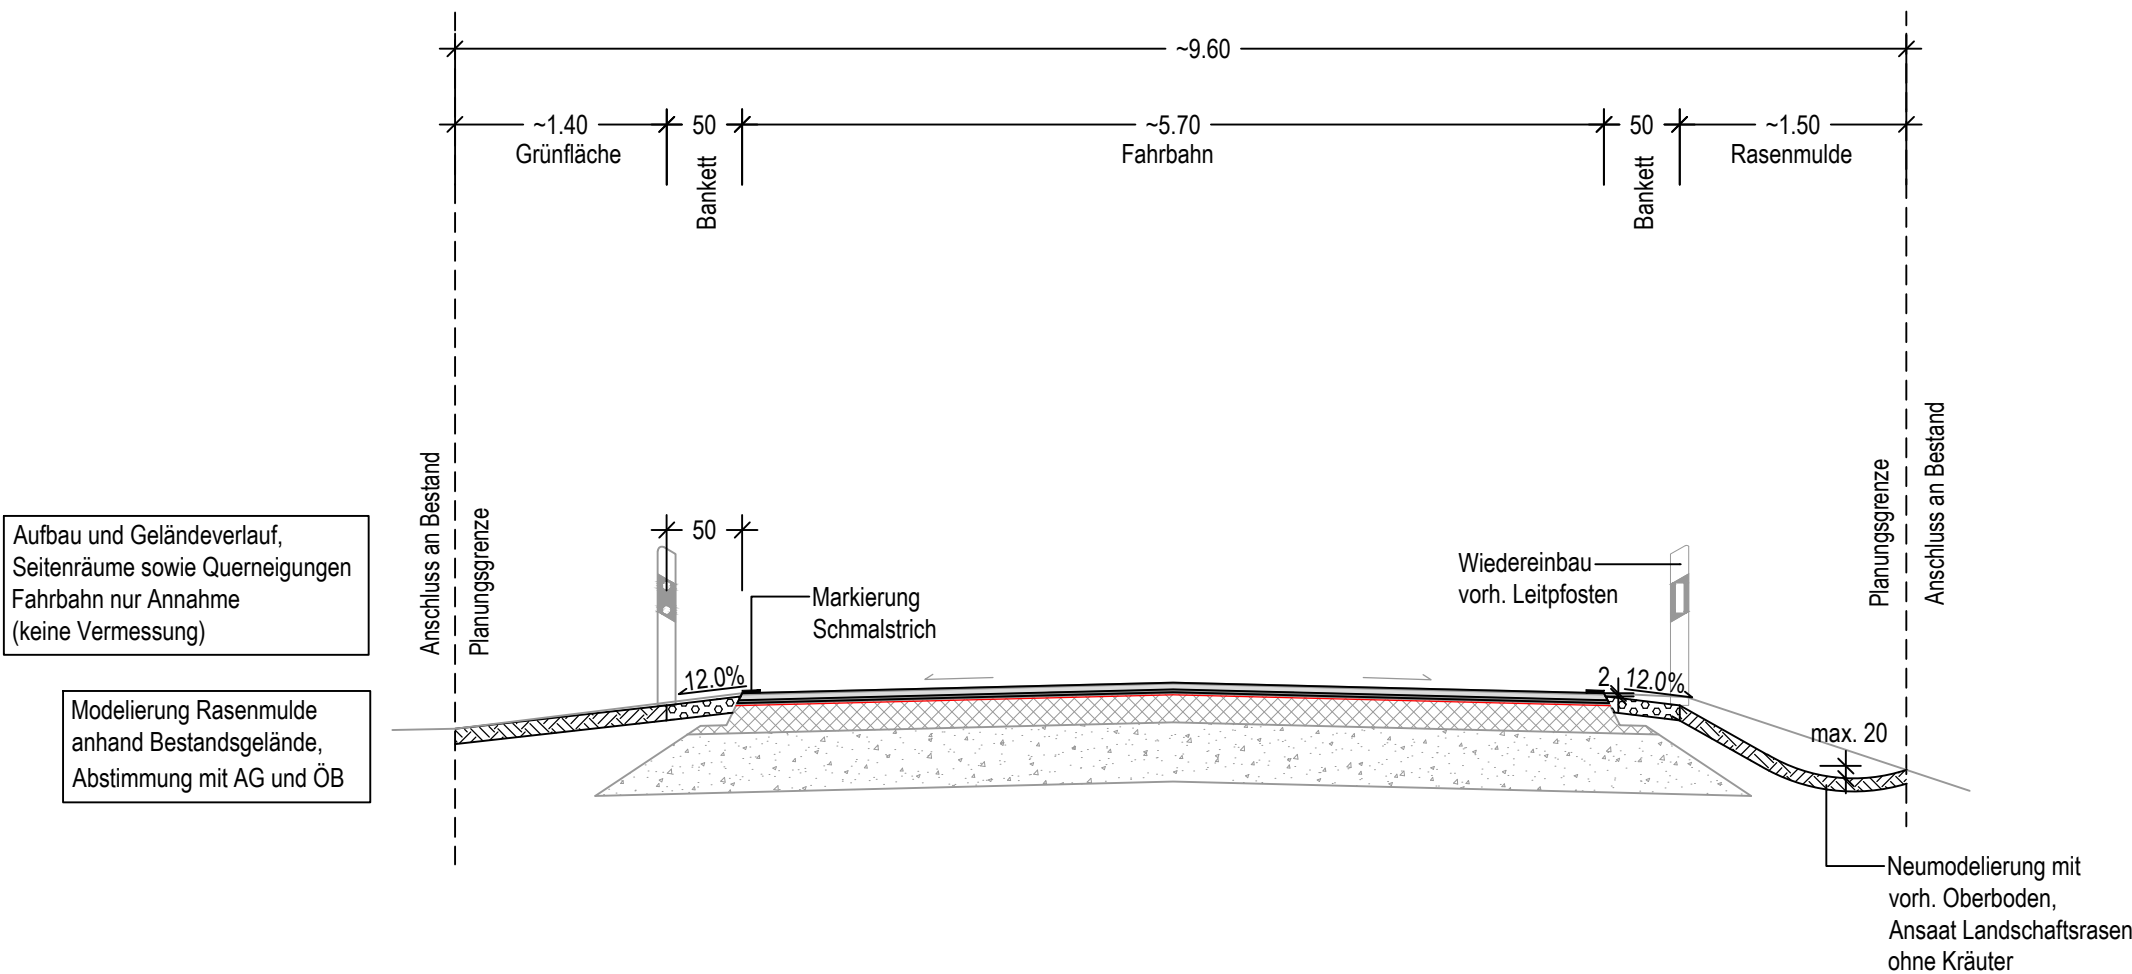 ~9.60
~1.40
50
~5.70
50
~1.50
Grünfläche
Bankett
Fahrbahn
Bankett
Rasenmulde
Anschluss an Bestand
Planungsgrenze
Planungsgrenze
Anschluss an Bestand
Aufbau und Geländeverlauf,
Seitenräume sowie Querneigungen
Fahrbahn nur Annahme
(keine Vermessung)
50
Markierung
Schmalstrich
Wiedereinbau
vorh. Leitpfosten
12.0%
2
12.0%
Modelierung Rasenmulde
anhand Bestandsgelände,
Abstimmung mit AG und ÖB
max. 20
Neumodelierung mit
vorh. Oberboden,
Ansaat Landschaftsrasen
ohne Kräuter